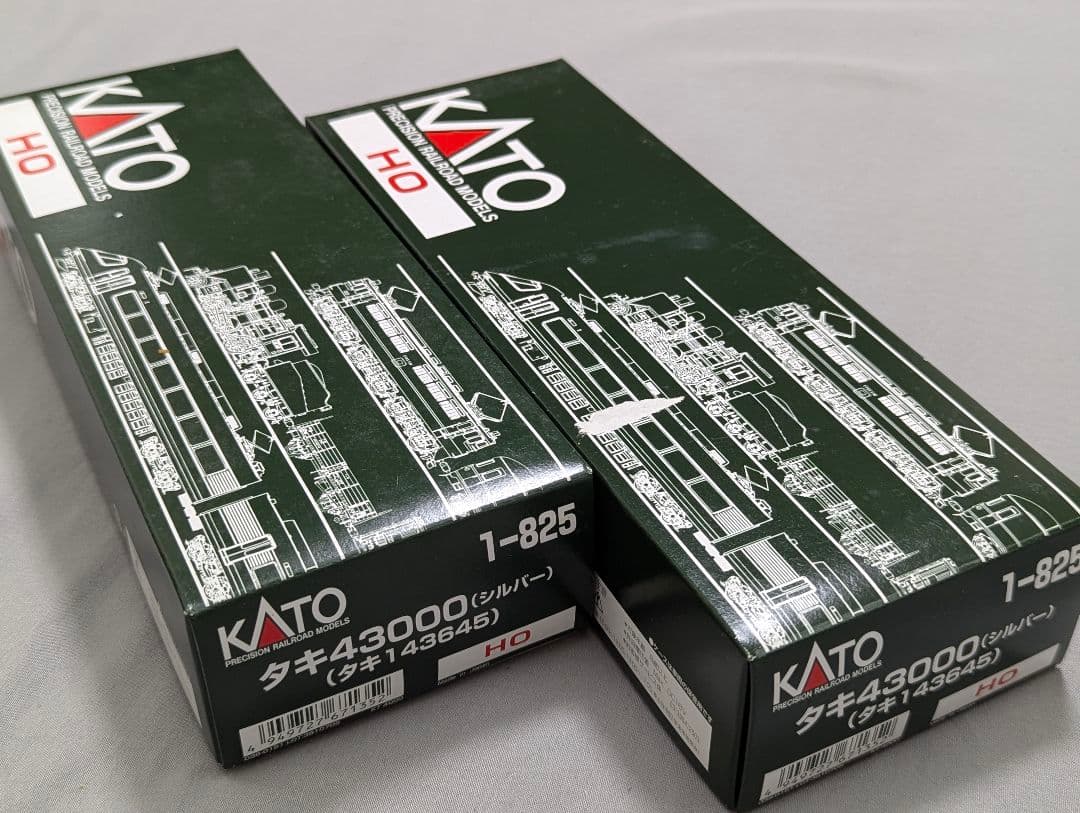 KATO
PRECISION RAILROAD MODELS
HO
1-825
KATO
PRECISION RAILROAD MODELS
タキ43000(シルバー)
(タキ143645)
HO
KATO
PRECISION RAILROAD MODELS
HO
1-825
KATO
PRECISION RAILROAD MODELS
タキ43000(シルバー)
(タキ143645)
HO